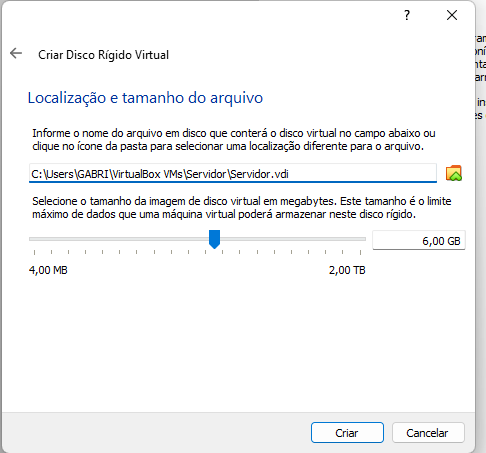 ?
Criar Disco Rígido Virtual
Localização e tamanho do arquivo
Informe o nome do arquivo em disco que conterá o disco virtual no campo abaixo ou
clique no ícone da pasta para selecionar uma localização diferente para o arquivo.
C:\Users\GABRI\VirtualBox VMs\Servidor\Servidor.vdi
Selecione o tamanho da imagem de disco virtual em megabytes. Este tamanho é o limite
máximo de dados que uma máquina virtual poderá armazenar neste disco rígido.
6,00 GB
4,00 MB
2,00 TB
Criar
Cancelar